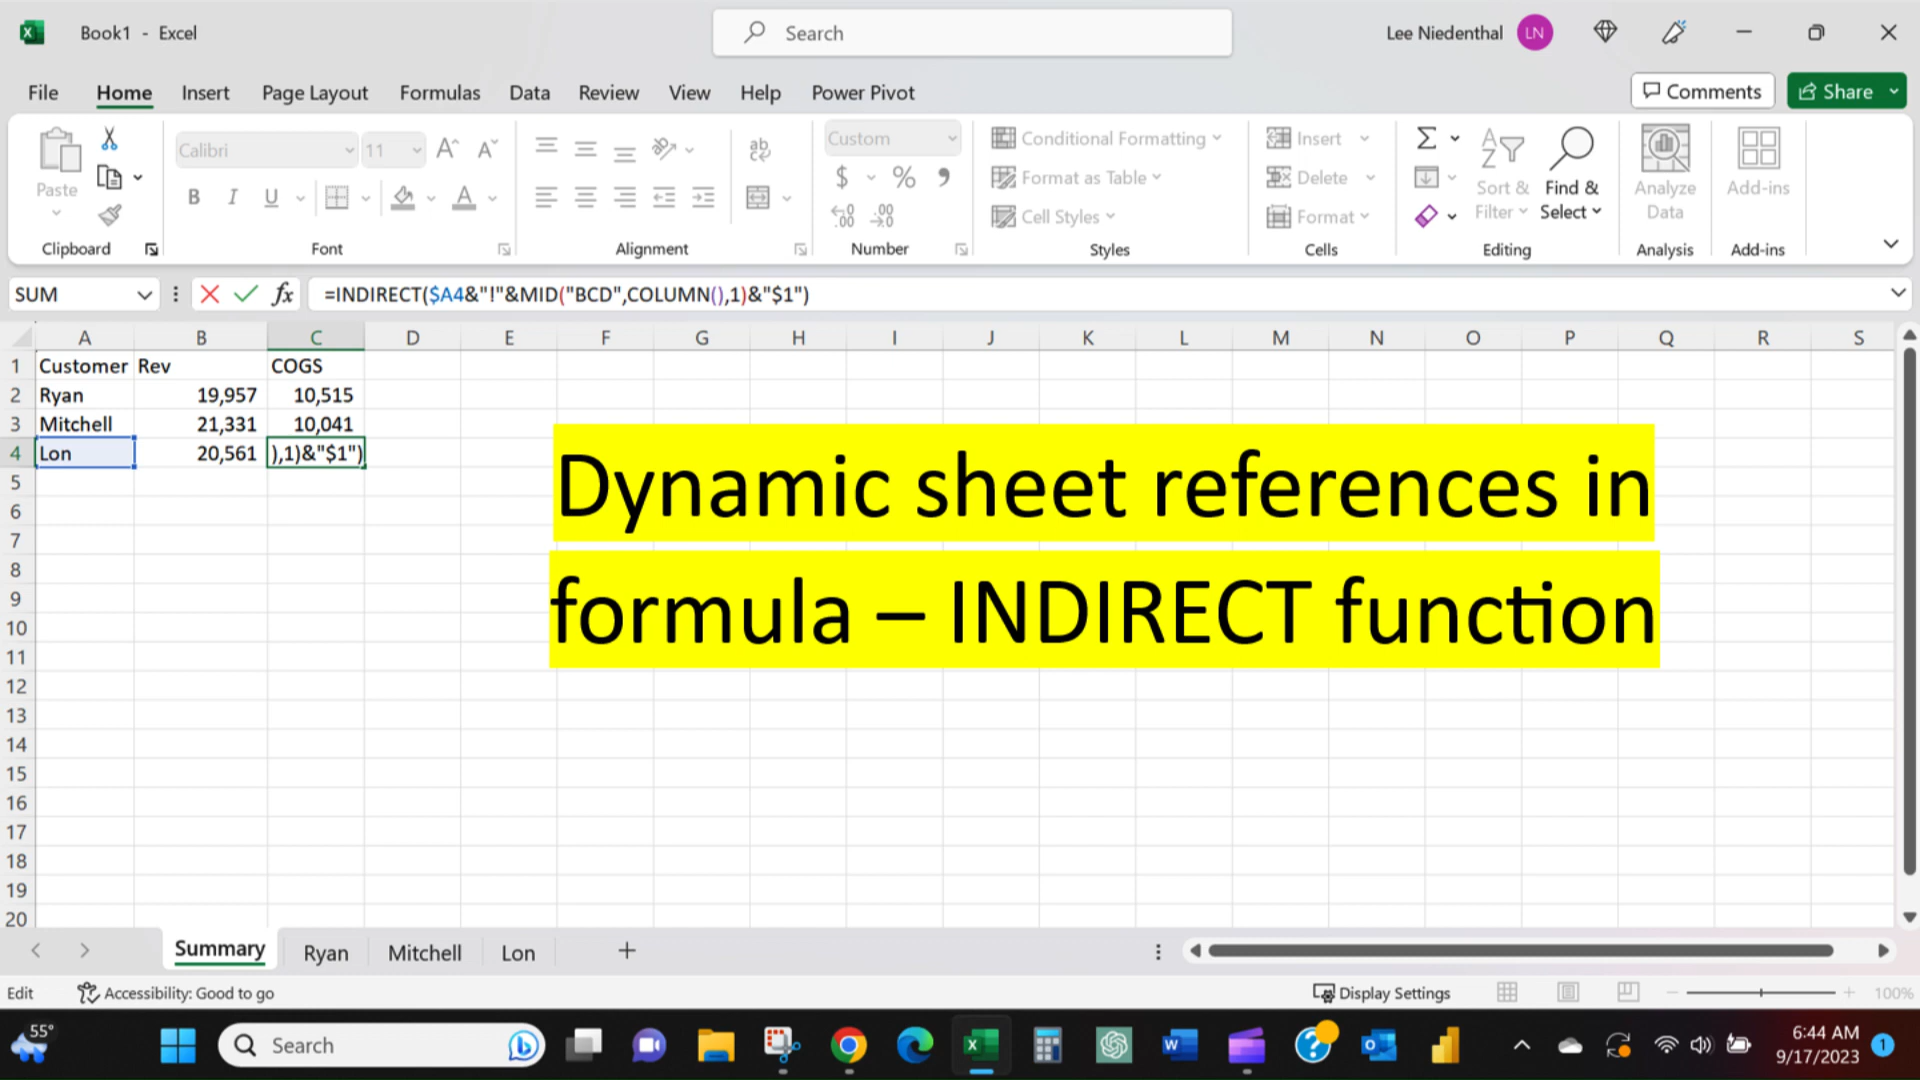 Book1 - Excel
Search
Lee Niedenthal LN
File Home Insert Page Layout Formulas Data Review View Help Power Pivot
Comments Share
Paste
Clipboard
Calibri 11
B I U A
Font
ab
Alignment
Custom
$ % 9
.00 .00
Number
Conditional Formatting
Format as Table
Cell Styles
Styles
Insert
Delete
Format
Cells
Sort & Filter
Find & Select
Editing
Analyze Data
Analysis
Add-ins
Add-ins
SUM fx =INDIRECT($A4&"!"&MID("BCD",COLUMN(),1)&"$1")
A B C D E F G H I J K L M N O P Q R S
1 Customer Rev COGS
2 Ryan 19,957 10,515
3 Mitchell 21,331 10,041
4 Lon 20,561 ),1)&"$1")
5
6
7
8
9
10
11
12
13
14
15
16
17
18
19
20
Dynamic sheet references in
formula – INDIRECT function
Summary Ryan Mitchell Lon +
Edit Accessibility: Good to go Display Settings 100%
55°
Search
6:44 AM
9/17/2023
1